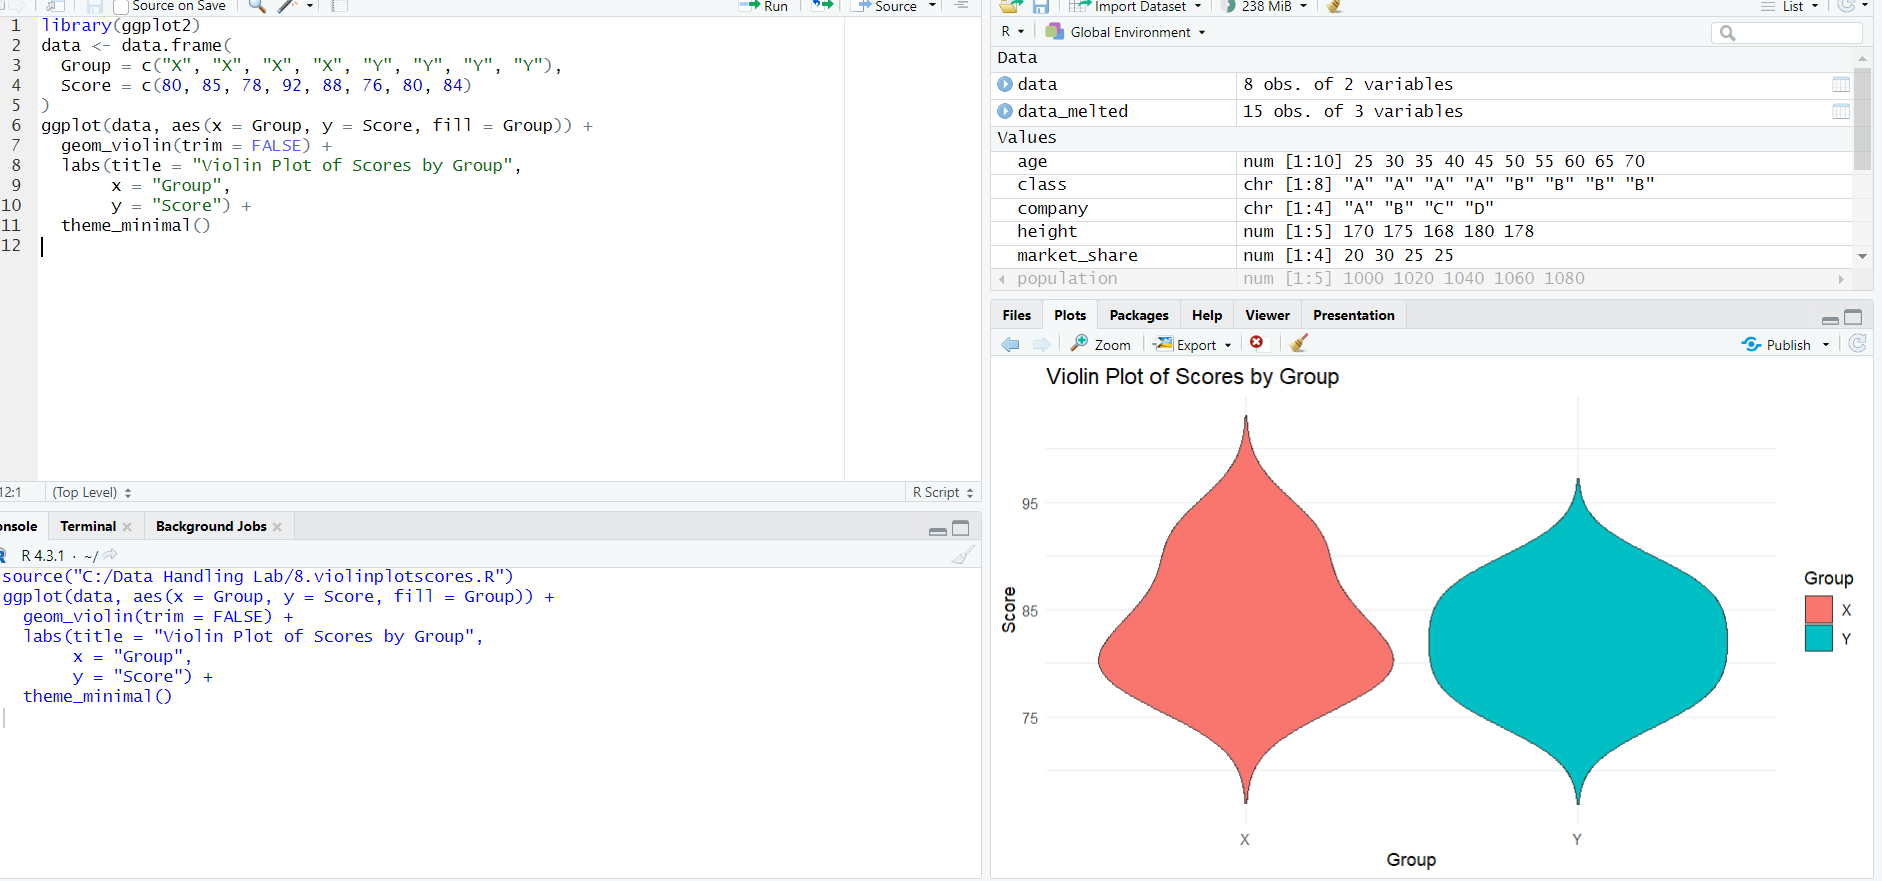 Source on Save
Run
Source
1 library(ggplot2)
2 data <- data.frame(
3   Group = c("X", "X", "X", "X", "Y", "Y", "Y", "Y"),
4   Score = c(80, 85, 78, 92, 88, 76, 80, 84)
5 )
6 ggplot(data, aes(x = Group, y = Score, fill = Group)) +
7   geom_violin(trim = FALSE) +
8   labs(title = "Violin Plot of Scores by Group",
9        x = "Group",
10        y = "Score") +
11   theme_minimal()
12
12:1 (Top Level) R Script
onsole Terminal Background Jobs
R 4.3.1 · ~/
source("C:/Data Handling Lab/8.violinplotscores.R")
ggplot(data, aes(x = Group, y = Score, fill = Group)) +
  geom_violin(trim = FALSE) +
  labs(title = "Violin Plot of Scores by Group",
       x = "Group",
       y = "Score") +
  theme_minimal()
Import Dataset 238 MiB List
R Global Environment
Data
data 8 obs. of 2 variables
data_melted 15 obs. of 3 variables
Values
age num [1:10] 25 30 35 40 45 50 55 60 65 70
class chr [1:8] "A" "A" "A" "A" "B" "B" "B" "B"
company chr [1:4] "A" "B" "C" "D"
height num [1:5] 170 175 168 180 178
market_share num [1:4] 20 30 25 25
population num [1:5] 1000 1020 1040 1060 1080
Files Plots Packages Help Viewer Presentation
Zoom Export Publish
Violin Plot of Scores by Group
95
85
75
Score
X Y
Group
Group
X
Y